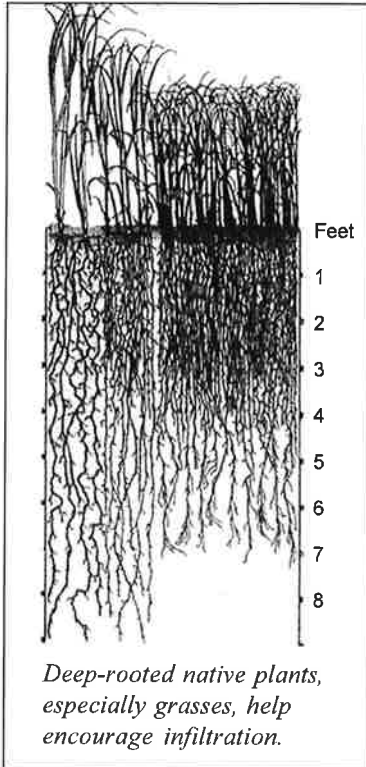 Feet
1
2
3
4
5
6
7
8
Deep-rooted native plants,
especially grasses, help
encourage infiltration.